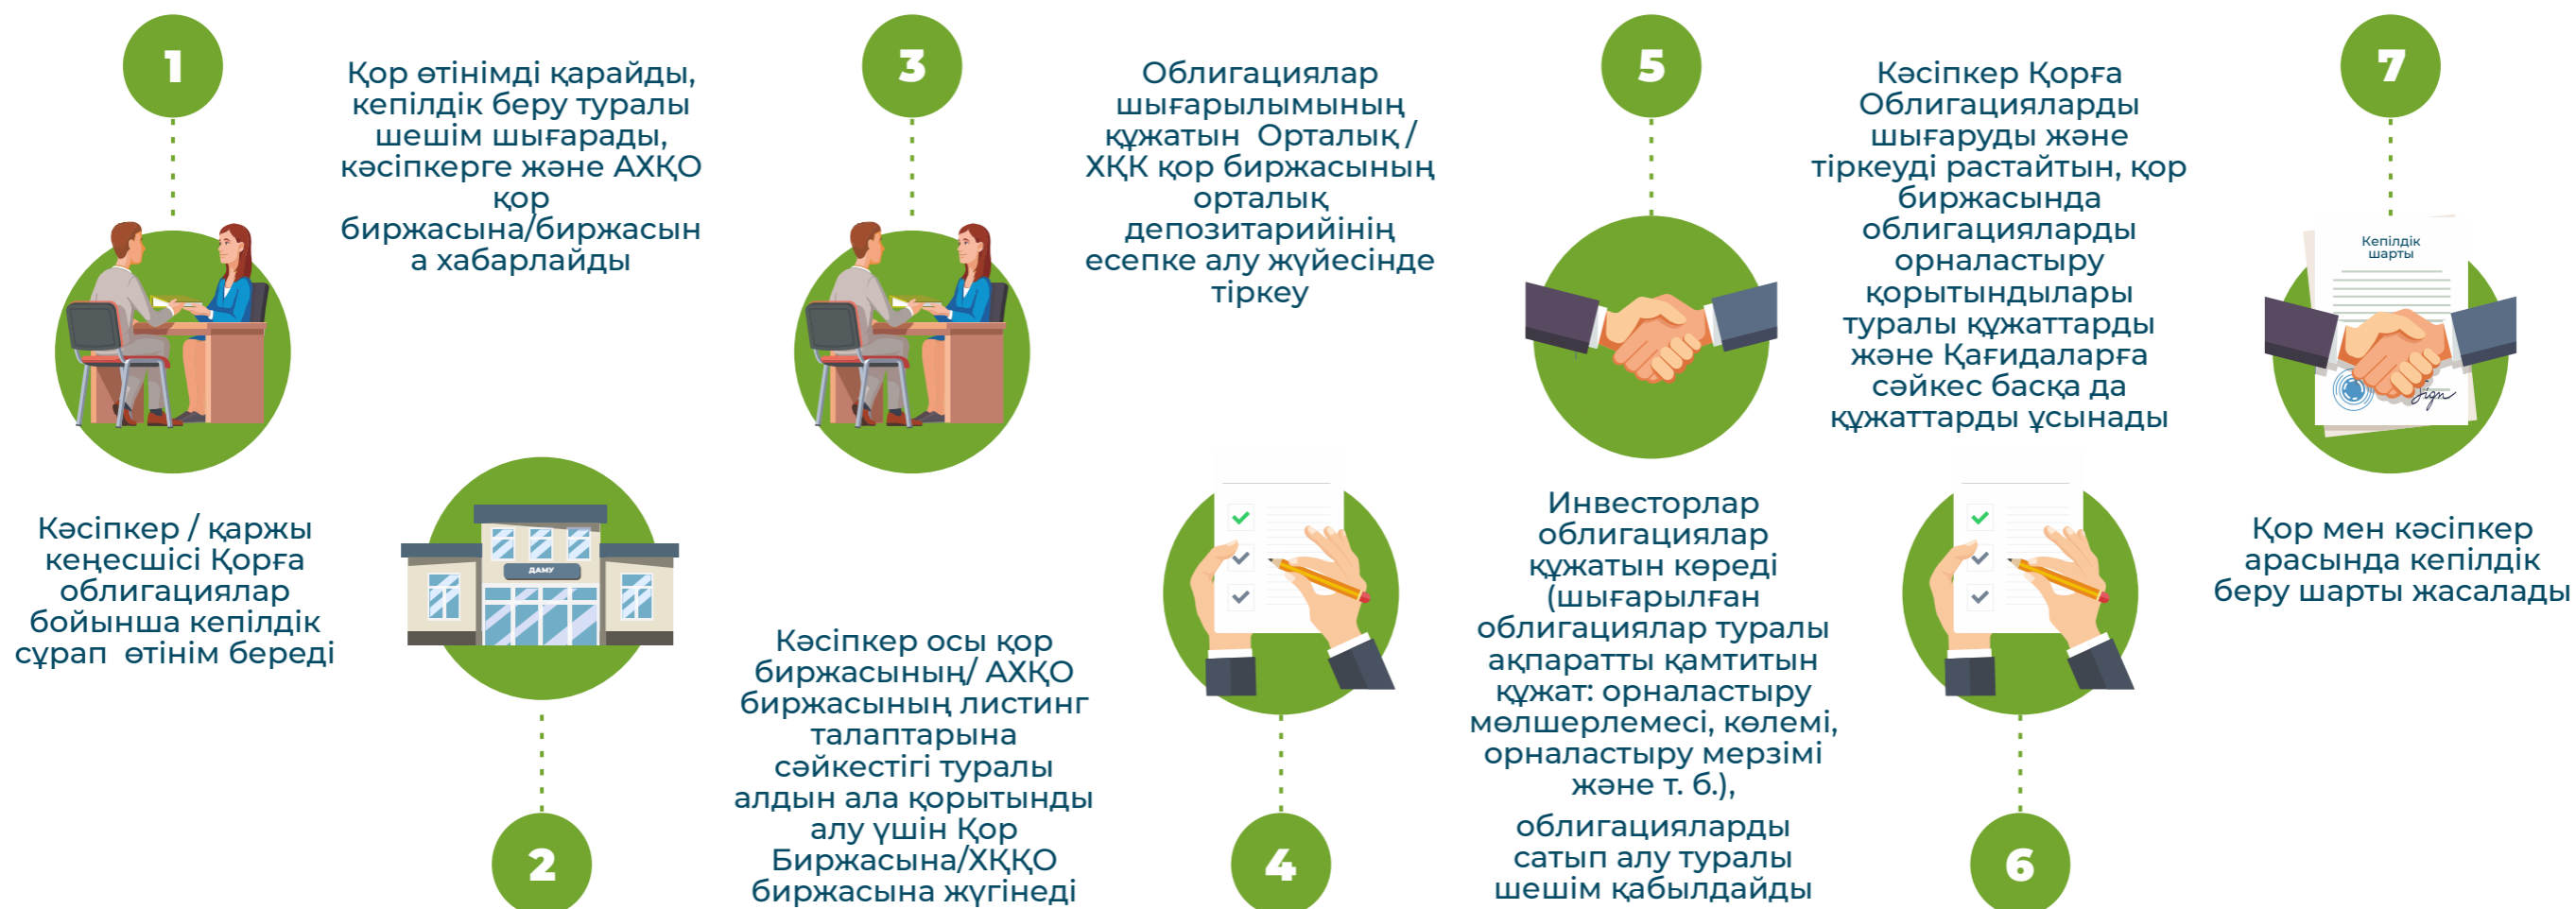 1
Кәсіпкер / қаржы
кеңесшісі Қорға
облигациялар
бойынша кепілдік
сұрап өтінім береді
Қор өтінімді қарайды,
кепілдік беру туралы
шешім шығарады,
кәсіпкерге және АХҚО
қор
биржасына/биржасын
а хабарлайды
ДАМУ
2
3
Кәсіпкер осы қор
биржасының/ АХҚО
биржасының листинг
талаптарына
сәйкестігі туралы
алдын ала қорытынды
алу үшін Қор
Биржасына/ХҚҚО
биржасына жүгінеді
Облигациялар
шығарылымының
құжатын Орталық /
ХҚК қор биржасының
орталық
депозитарийінің
есепке алу жүйесінде
тіркеу
4
5
Инвесторлар
облигациялар
құжатын көреді
(шығарылған
облигациялар туралы
ақпаратты қамтитын
құжат: орналастыру
мөлшерлемесі, көлемі,
орналастыру мерзімі
және т. б.),
облигацияларды
сатып алу туралы
шешім қабылдайды
Кәсіпкер Қорға
Облигацияларды
шығаруды және
тіркеуді растайтын, қор
биржасында
облигацияларды
орналастыру
қорытындылары
туралы құжаттарды
және Қағидаларға
сәйкес басқа да
құжаттарды ұсынады
6
7
Кепілдік
шарты
Sign
Қор мен кәсіпкер
арасында кепілдік
беру шарты жасалады